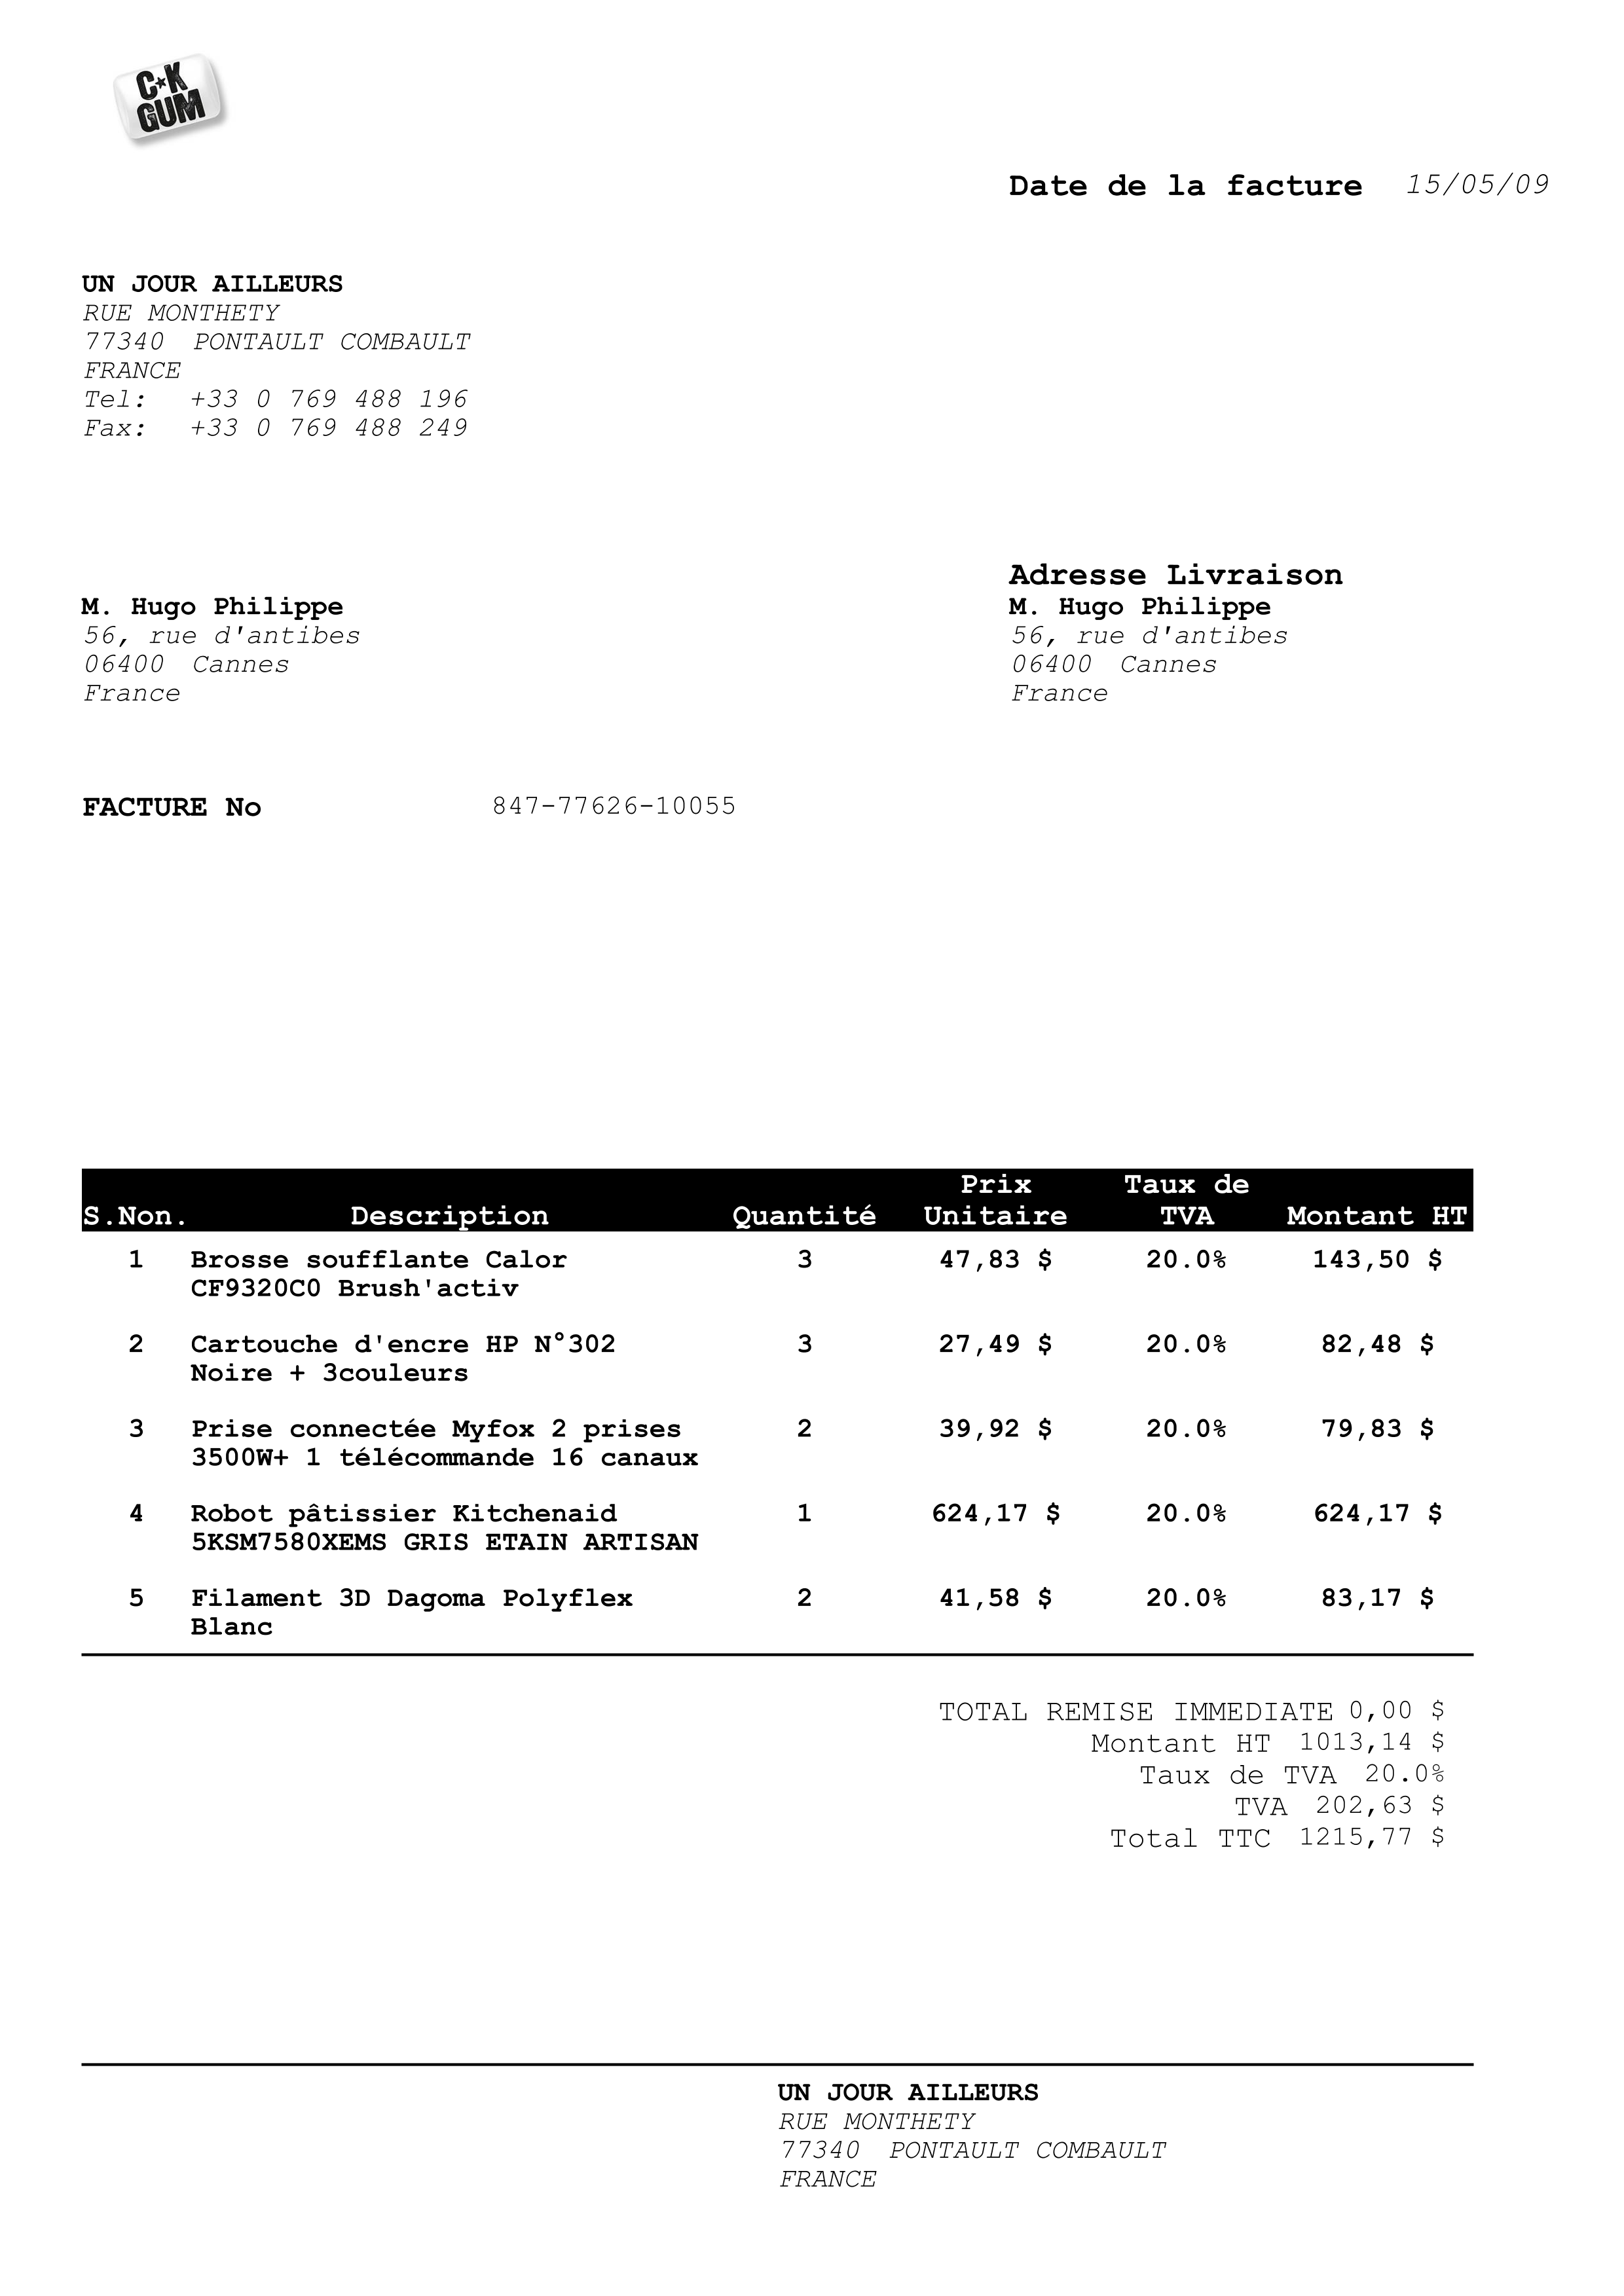 C★K
GUM
Date de la facture 15/05/09
UN JOUR AILLEURS
RUE MONTHETY
77340 PONTAULT COMBAULT
FRANCE
Tel: +33 0 769 488 196
Fax: +33 0 769 488 249
Adresse Livraison
M. Hugo Philippe M. Hugo Philippe
56, rue d'antibes 56, rue d'antibes
06400 Cannes 06400 Cannes
France France
FACTURE No 847-77626-10055
Prix Taux de
S.Non. Description Quantité Unitaire TVA Montant HT
1 Brosse soufflante Calor 3 47,83 $ 20.0% 143,50 $
CF9320C0 Brush'activ
2 Cartouche d'encre HP N°302 3 27,49 $ 20.0% 82,48 $
Noire + 3couleurs
3 Prise connectée Myfox 2 prises 2 39,92 $ 20.0% 79,83 $
3500W+ 1 télécommande 16 canaux
4 Robot pâtissier Kitchenaid 1 624,17 $ 20.0% 624,17 $
5KSM7580XEMS GRIS ETAIN ARTISAN
5 Filament 3D Dagoma Polyflex 2 41,58 $ 20.0% 83,17 $
Blanc
TOTAL REMISE IMMEDIATE 0,00 $
Montant HT 1013,14 $
Taux de TVA 20.0%
TVA 202,63 $
Total TTC 1215,77 $
UN JOUR AILLEURS
RUE MONTHETY
77340 PONTAULT COMBAULT
FRANCE